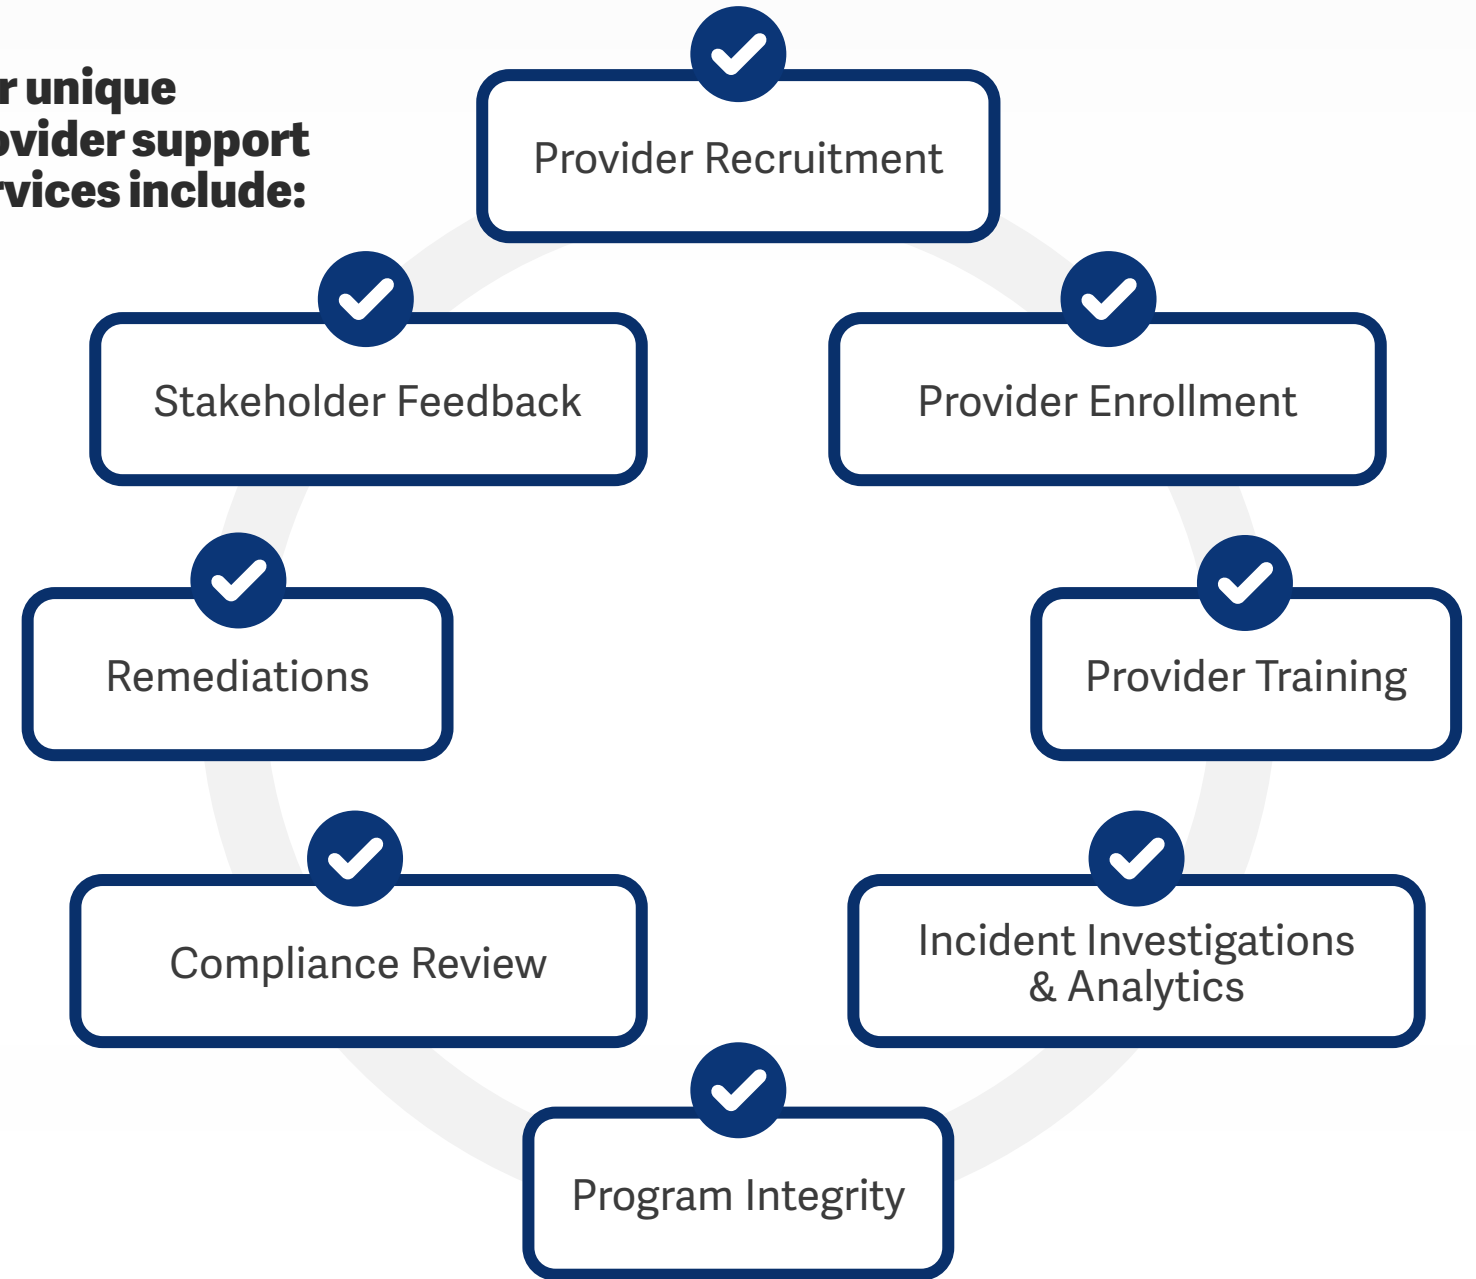 r unique
ovider support
rvices include:
Provider Recruitment
Stakeholder Feedback
Provider Enrollment
Remediations
Provider Training
Compliance Review
Incident Investigations
& Analytics
Program Integrity